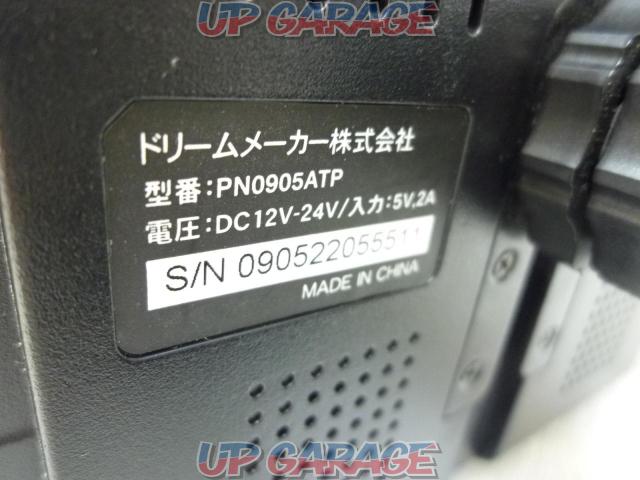 UP GARAGE
ドリームメーカー株式会社
型番:PN0905ATP
電圧:DC12V-24V/入力:5V,2A
S/N 090522055511
MADE IN CHINA
UP GARAGE